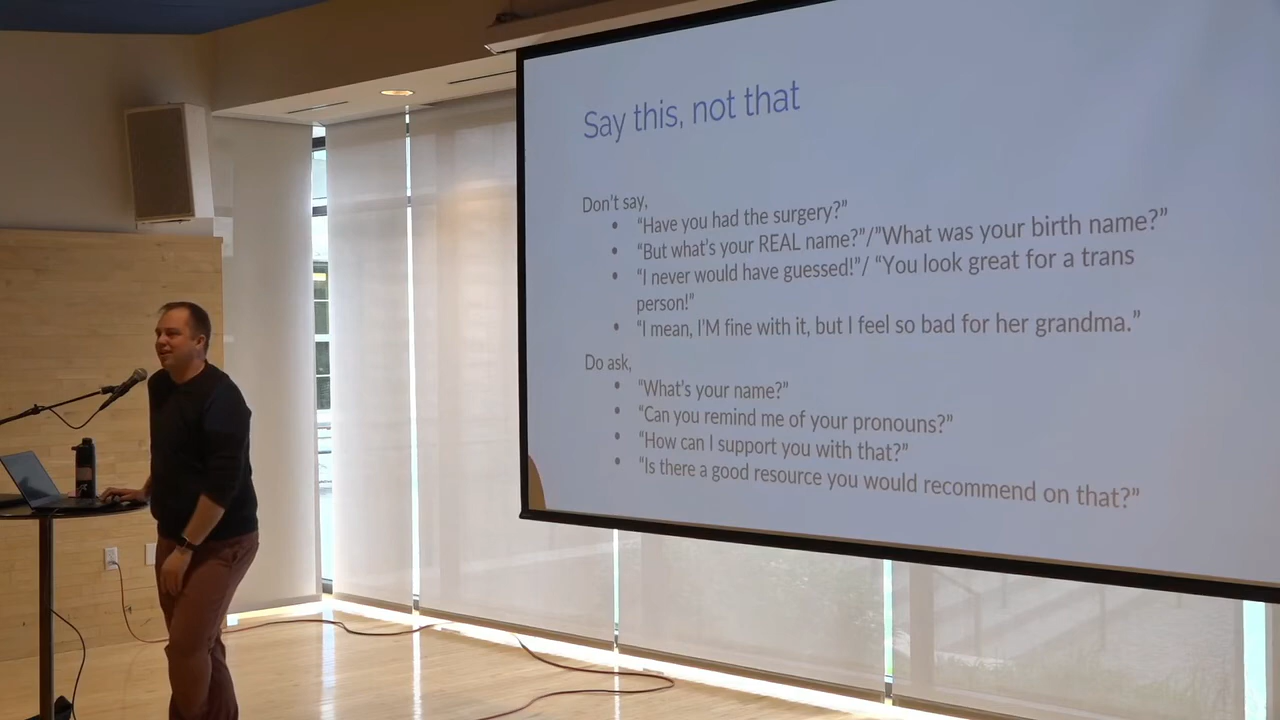 Say this, not that
Don't say,
• “Have you had the surgery?”
• “But what's your REAL name?”/”What was your birth name?”
• “I never would have guessed!”/ “You look great for a trans
person!”
• “I mean, I'M fine with it, but I feel so bad for her grandma.”
Do ask,
• “What's your name?”
• “Can you remind me of your pronouns?”
• “How can I support you with that?”
• “Is there a good resource you would recommend on that?”